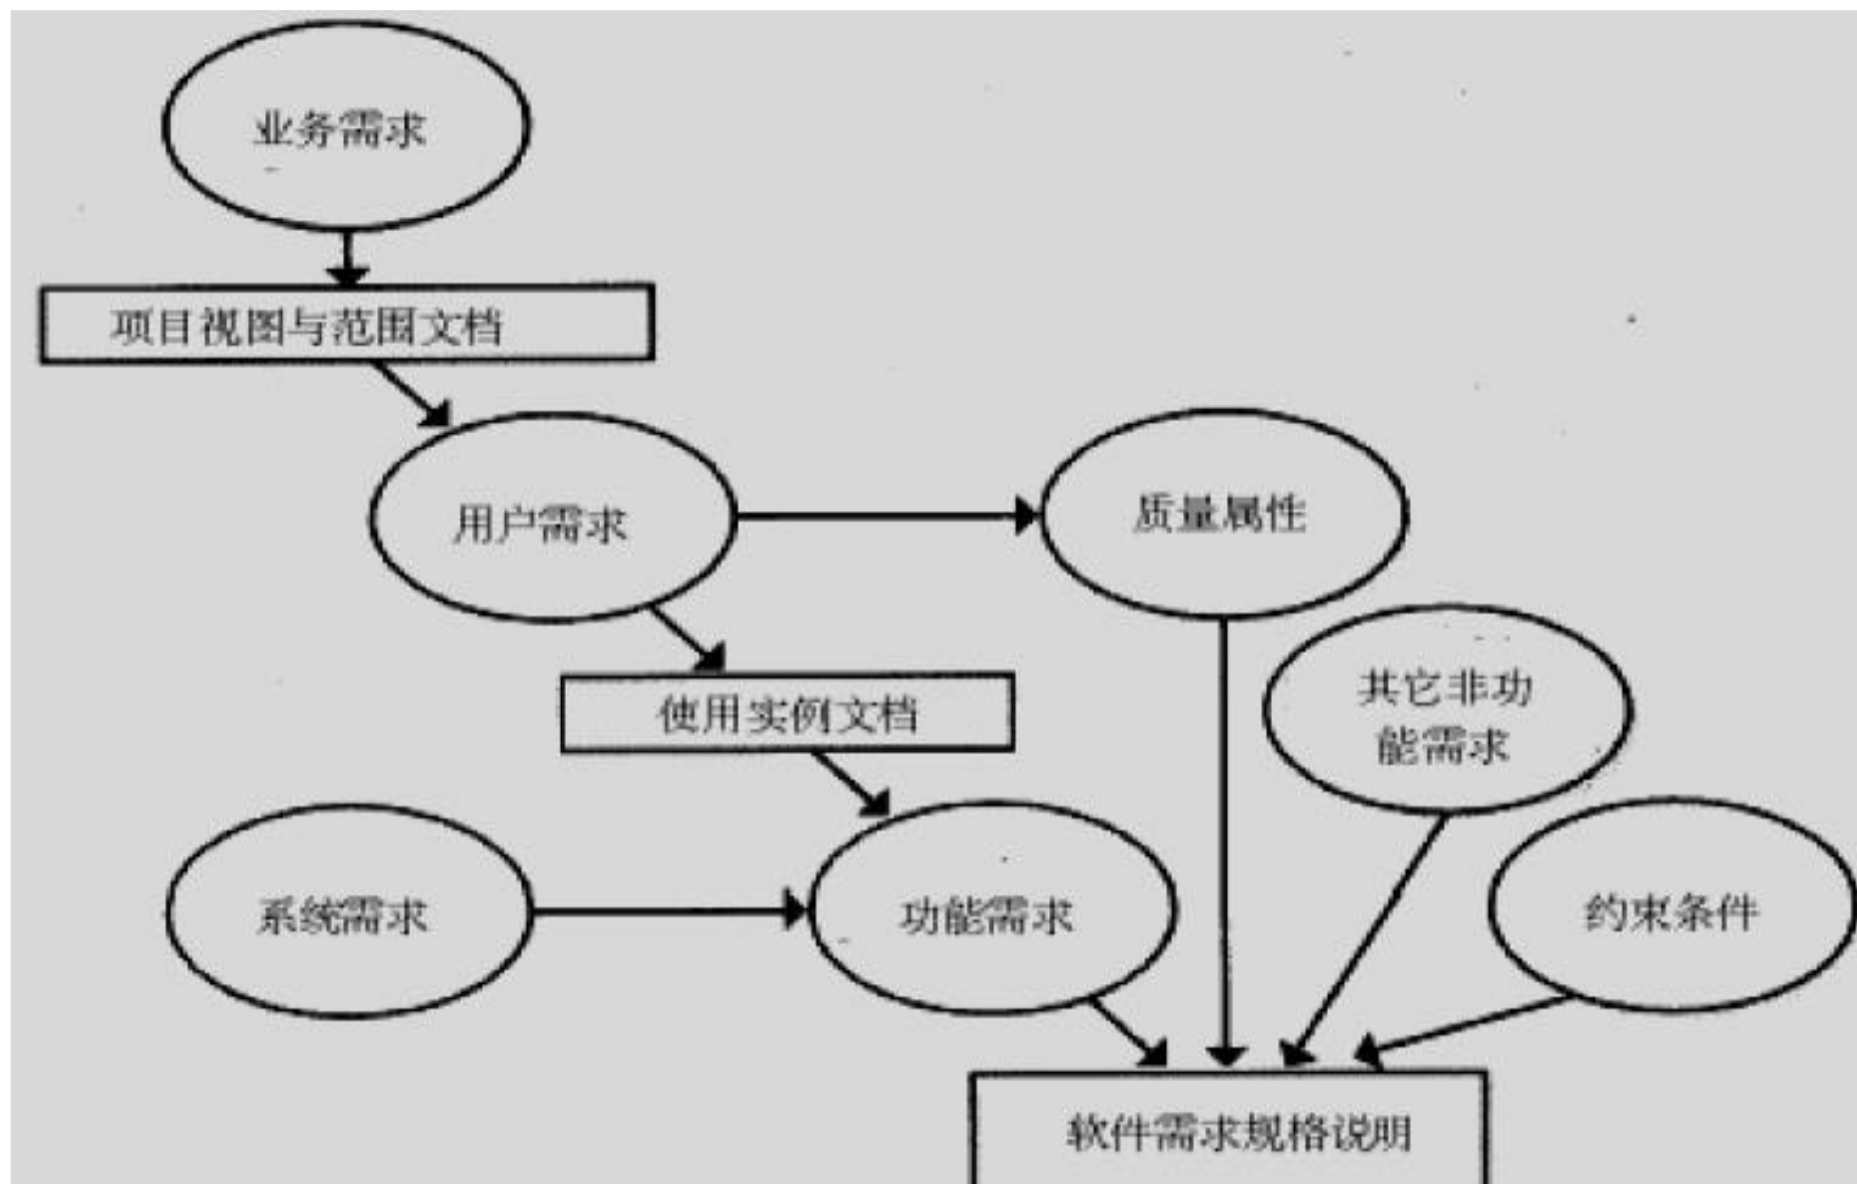 业务需求
项目视图与范围文档
用户需求
质量属性
使用实例文档
其它非功
能需求
系统需求
功能需求
约束条件
软件需求规格说明